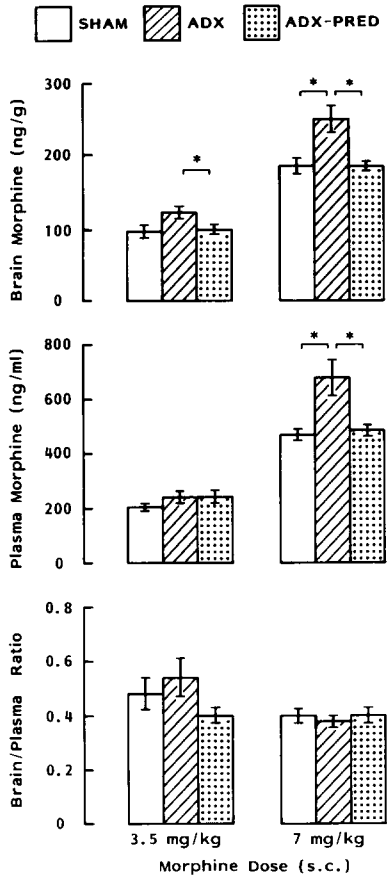 SHAM ADX ADX-PRED
Brain Morphine (ng/g)
300
200
100
0
*
* *
Plasma Morphine (ng/ml)
800
600
400
200
0
* *
Brain/Plasma Ratio
0.8
0.6
0.4
0.2
0
3.5 mg/kg 7 mg/kg
Morphine Dose (s.c.)